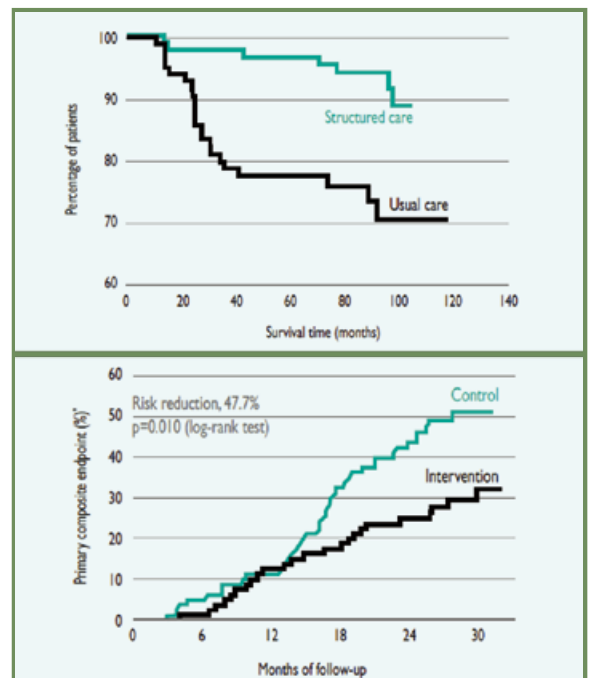 100
90
80
70
60
Percentage of patients
Structured care
Usual care
0 20 40 60 80 100 120 140
Survival time (months)
60
50
40
30
20
10
0
Primary composite endpoint (%)*
Risk reduction, 47.7%
p=0.010 (log-rank test)
Control
Intervention
0 6 12 18 24 30
Months of follow-up